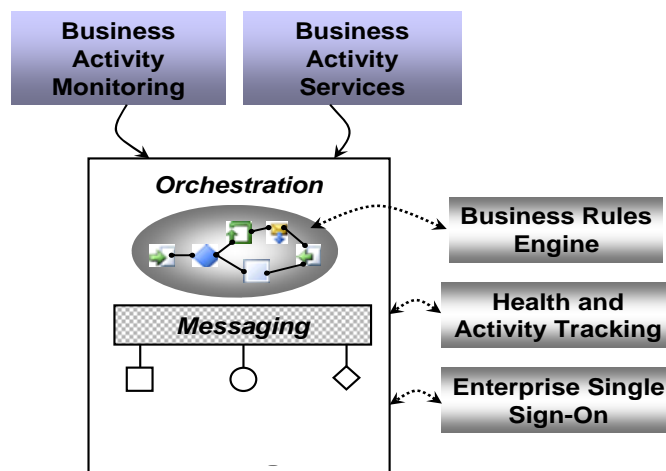 Business
Activity
Monitoring
Business
Activity
Services
Orchestration
Business Rules
Engine
Messaging
Health and
Activity Tracking
Enterprise Single
Sign-On